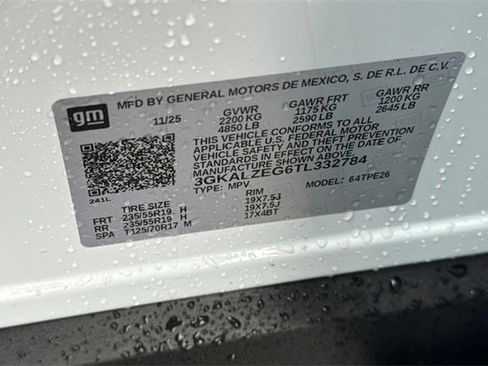 gm
MFD BY GENERAL MOTORS DE MEXICO, S. DE R.L. DE C.V.
11/25 GVWR GAWR FRT GAWR RR
2200 KG 1175 KG 1200 KG
4850 LB 2590 LB 2645 LB
THIS VEHICLE CONFORMS TO ALL
APPLICABLE U.S. FEDERAL MOTOR
VEHICLE SAFETY AND THEFT PREVENTION
STANDARDS IN EFFECT ON THE DATE OF
MANUFACTURE SHOWN ABOVE.
3GKALZEG6TL332784
TYPE: MPV MODEL: 64TPE26
241L
TIRE SIZE RIM
FRT 235/55R19 H 19X7.5J
RR 235/55R19 H 19X7.5J
SPA T125/70R17 M 17X4BT